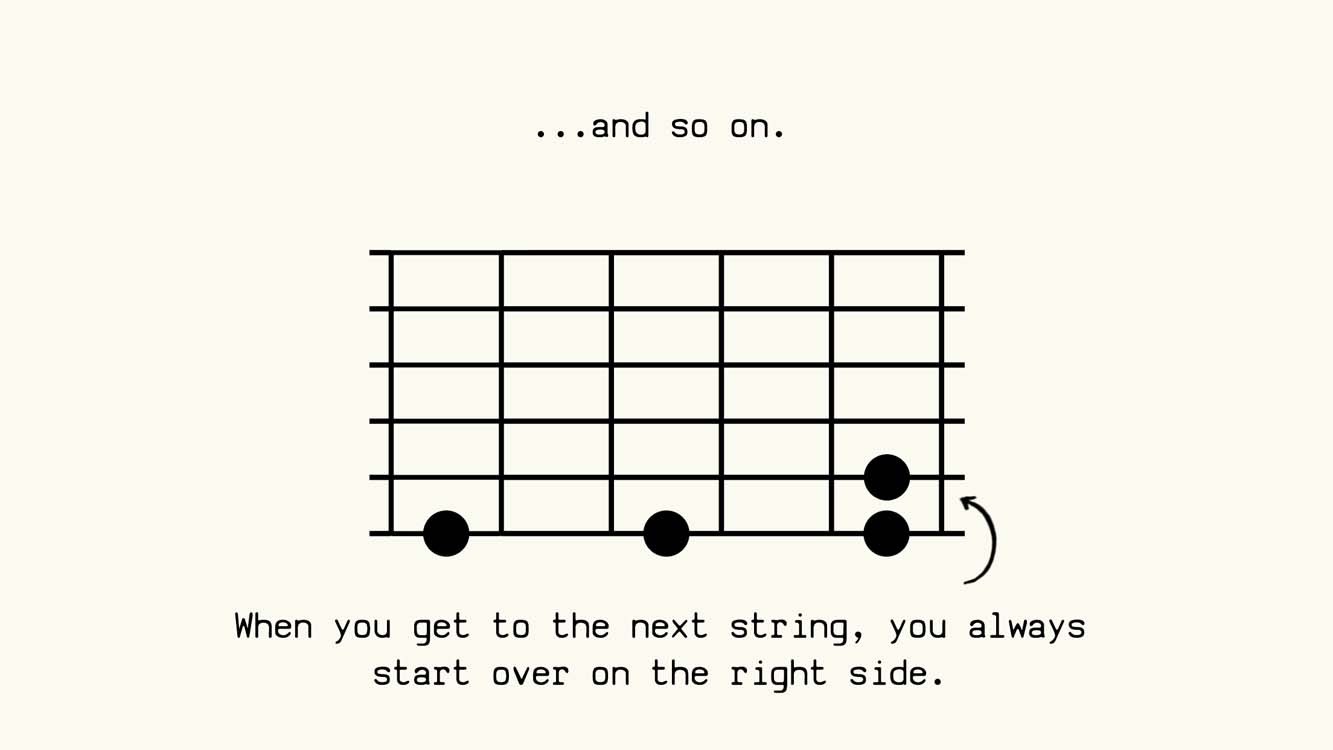 ...and so on.
When you get to the next string, you always
start over on the right side.